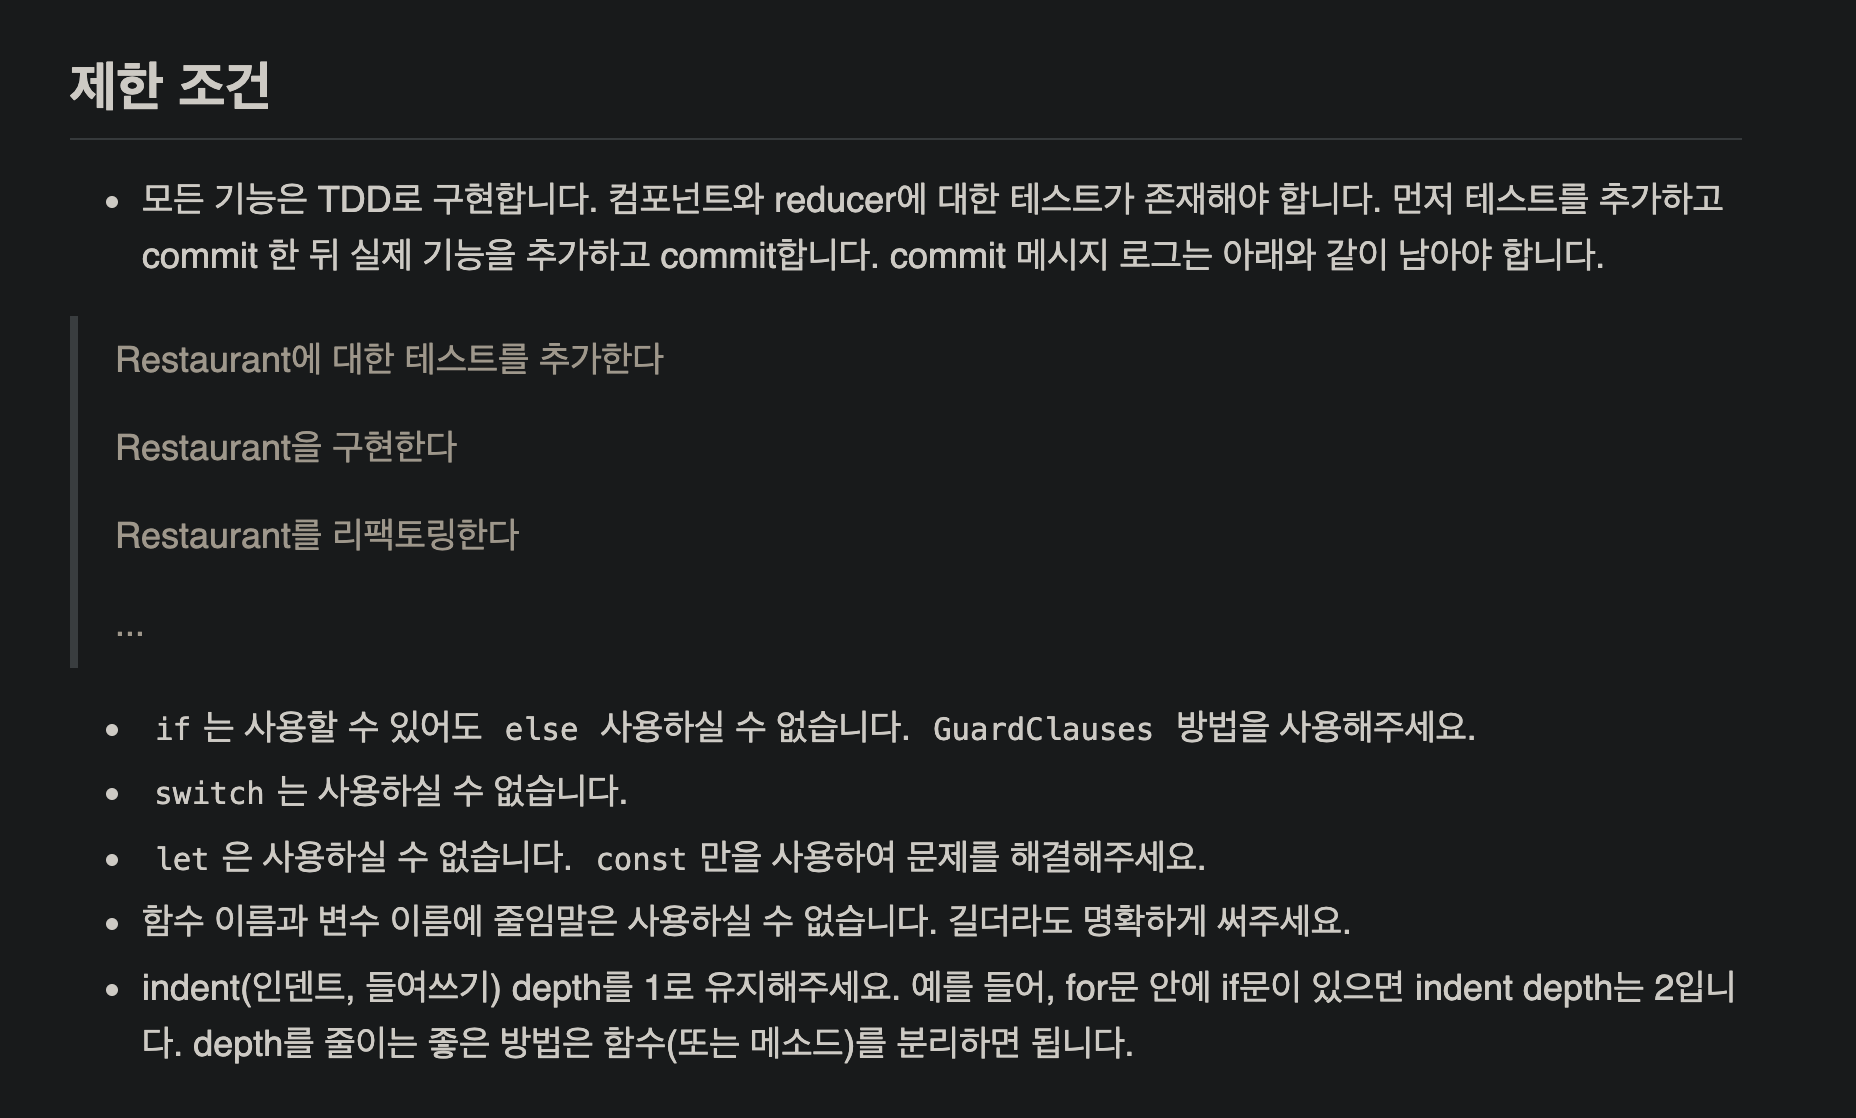 제한 조건
모든 기능은 TDD로 구현합니다. 컴포넌트와 reducer에 대한 테스트가 존재해야 합니다. 먼저 테스트를 추가하고
commit 한 뒤 실제 기능을 추가하고 commit합니다. commit 메시지 로그는 아래와 같이 남아야 합니다.
Restaurant에 대한 테스트를 추가한다
Restaurant을 구현한다
Restaurant를 리팩토링한다
...
if 는 사용할 수 있어도 else 사용하실 수 없습니다. GuardClauses 방법을 사용해주세요.
switch 는 사용하실 수 없습니다.
let 은 사용하실 수 없습니다. const 만을 사용하여 문제를 해결해주세요.
함수 이름과 변수 이름에 줄임말은 사용하실 수 없습니다. 길더라도 명확하게 써주세요.
indent(인덴트, 들여쓰기) depth를 1로 유지해주세요. 예를 들어, for문 안에 if문이 있으면 indent depth는 2입니
다. depth를 줄이는 좋은 방법은 함수(또는 메소드)를 분리하면 됩니다.